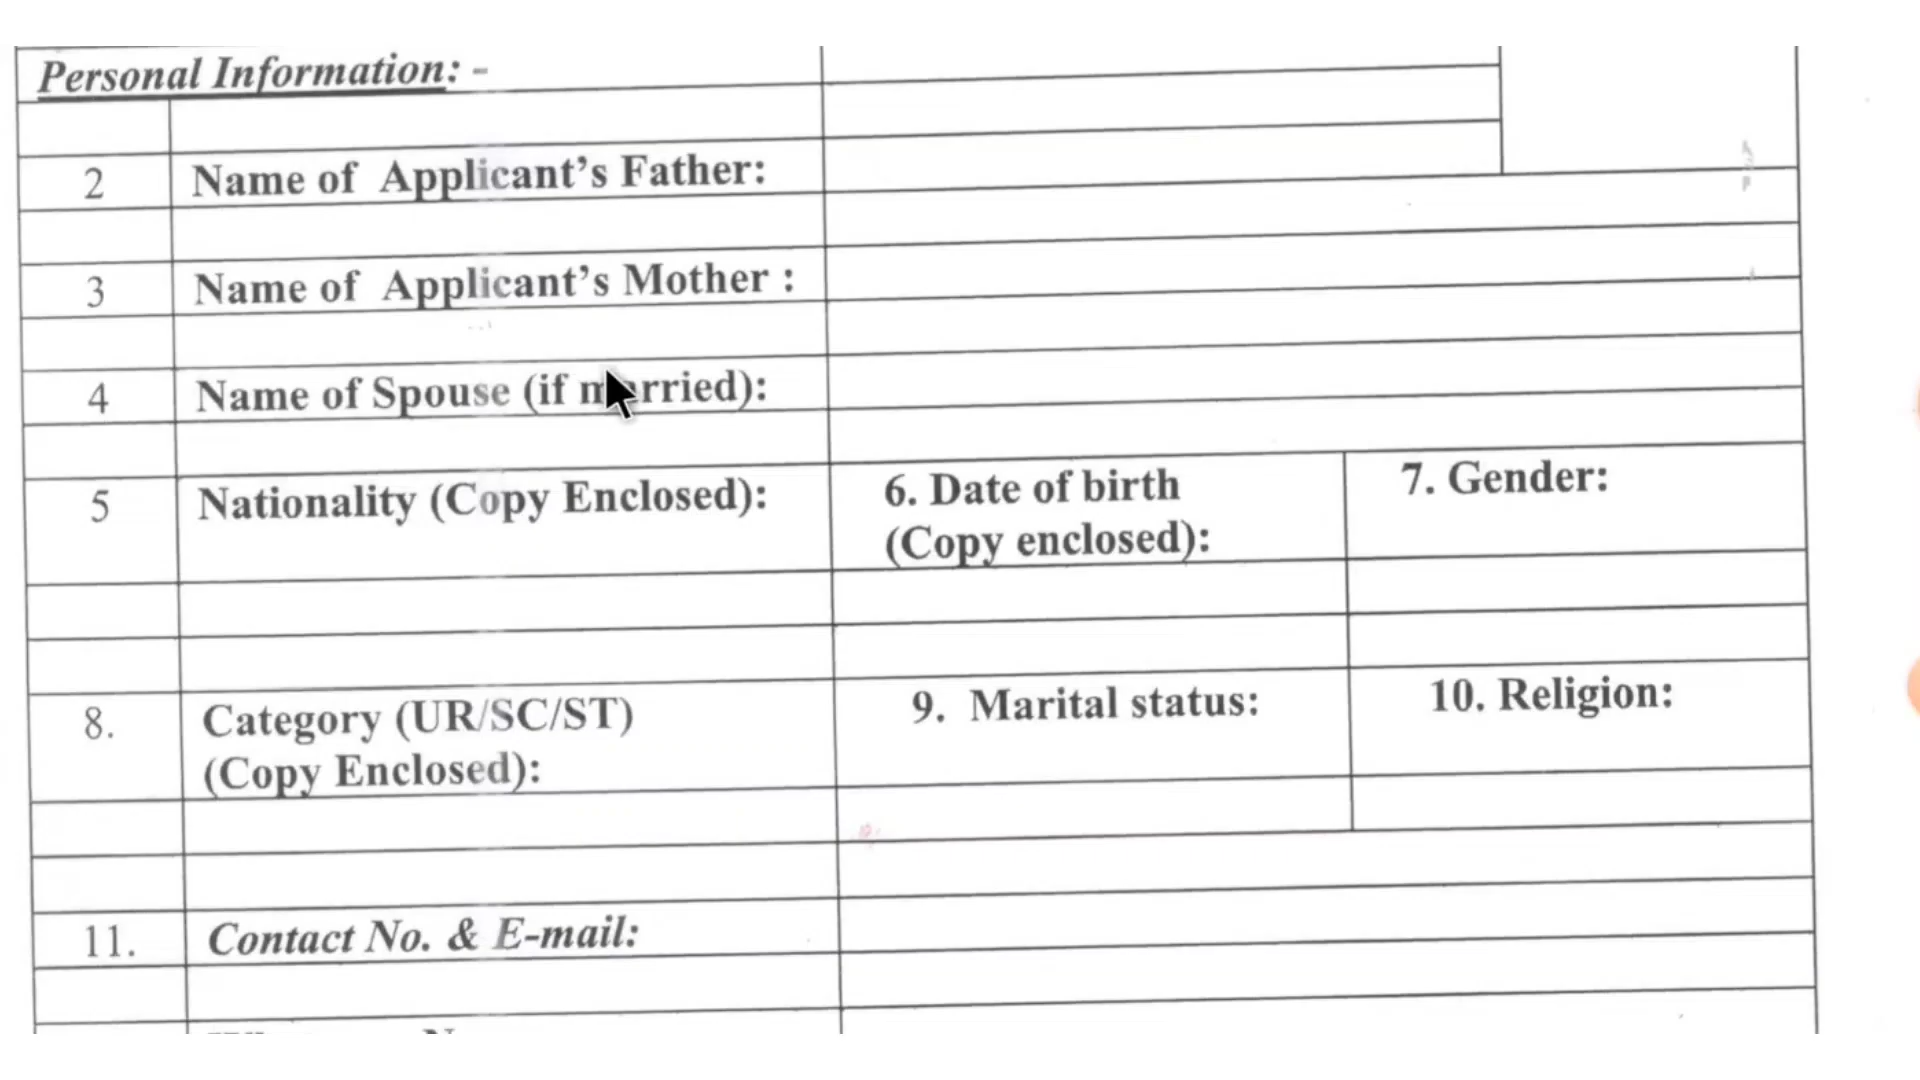 Personal Information: -
2 Name of Applicant's Father:
3 Name of Applicant's Mother :
4 Name of Spouse (if married):
5 Nationality (Copy Enclosed): 6. Date of birth 7. Gender:
(Copy enclosed):
8. Category (UR/SC/ST) 9. Marital status: 10. Religion:
(Copy Enclosed):
11. Contact No. & E-mail: